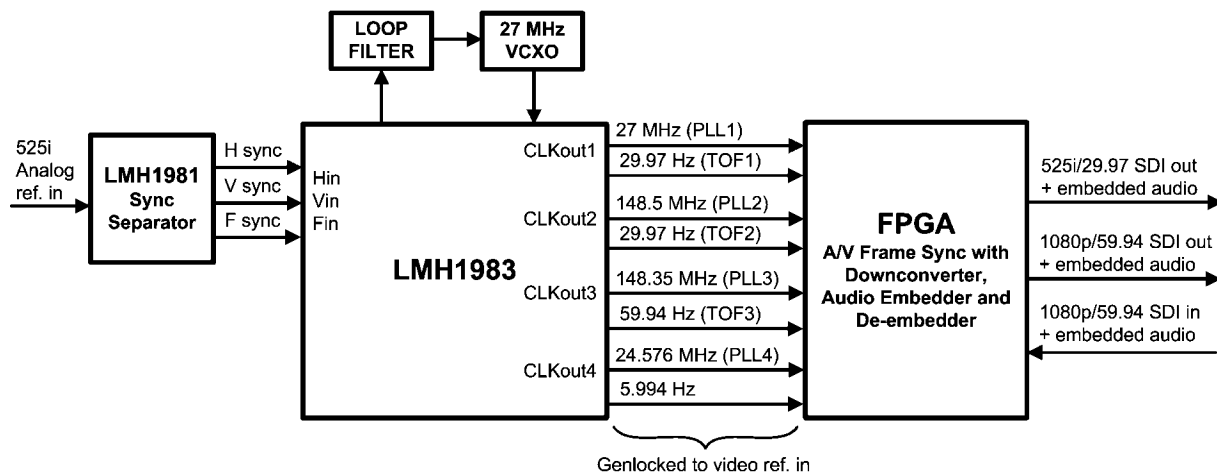 LOOP
FILTER
27 MHz
VCXO
525i
Analog
ref. in
LMH1981
Sync
Separator
H sync
V sync
F sync
Hin
Vin
Fin
LMH1983
CLKout1
CLKout2
CLKout3
CLKout4
27 MHz (PLL1)
29.97 Hz (TOF1)
148.5 MHz (PLL2)
29.97 Hz (TOF2)
148.35 MHz (PLL3)
59.94 Hz (TOF3)
24.576 MHz (PLL4)
5.994 Hz
FPGA
A/V Frame Sync with
Downconverter,
Audio Embedder and
De-embedder
525i/29.97 SDI out
+ embedded audio
1080p/59.94 SDI out
+ embedded audio
1080p/59.94 SDI in
+ embedded audio
Genlocked to video ref. in